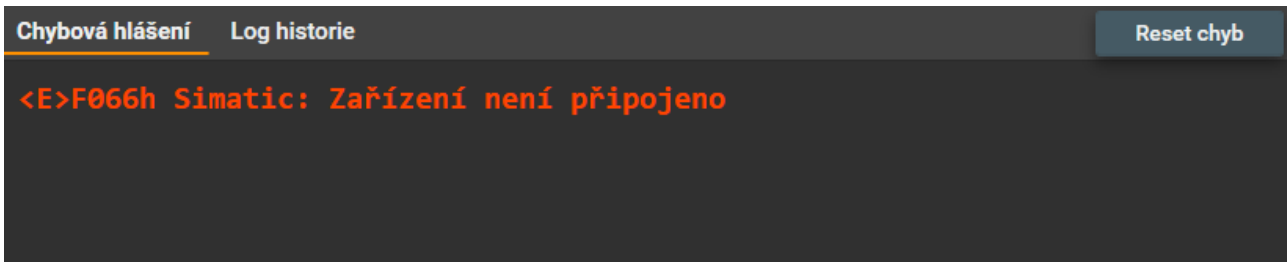 Chybová hlášení Log historie Reset chyb
<E>F066h Simatic: Zařízení není připojeno